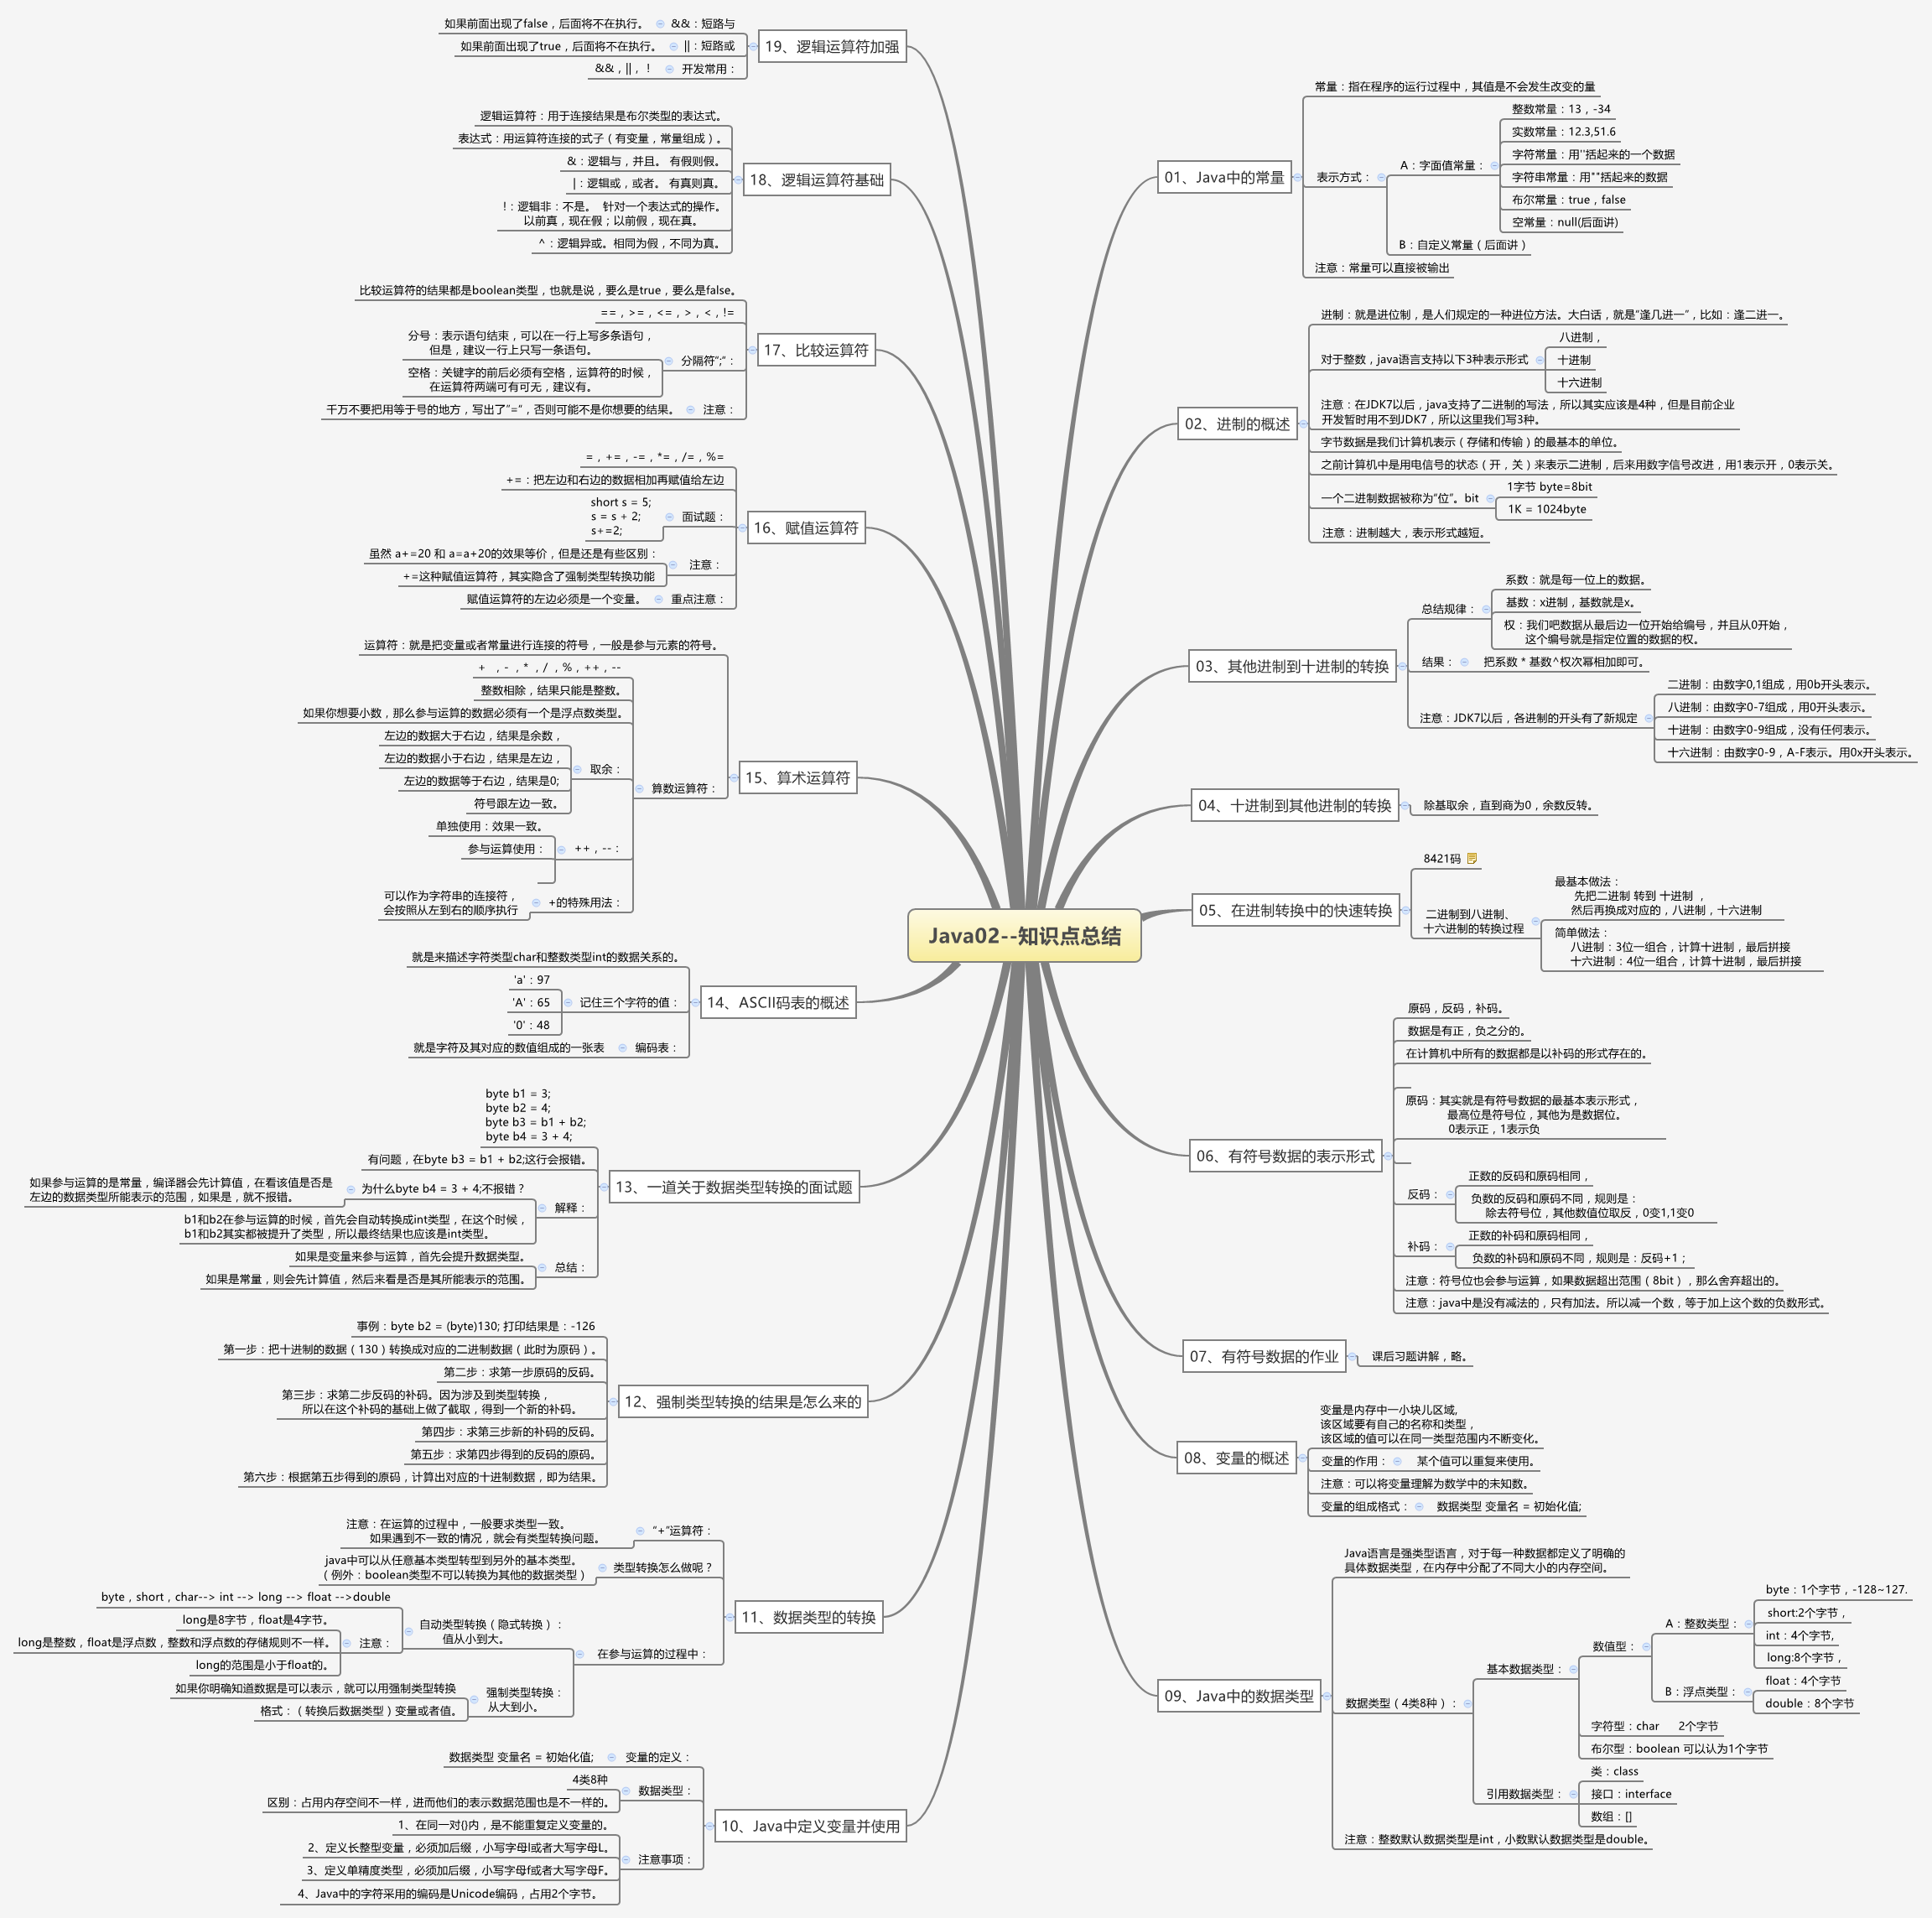 Java02--知识点总结
01、Java中的常量
常量：指在程序的运行过程中，其值是不会发生改变的量
表示方式：
A：字面值常量：
整数常量：13，-34
实数常量：12.3,51.6
字符常量：用''括起来的一个数据
字符串常量：用""括起来的数据
布尔常量：true，false
空常量：null(后面讲)
B：自定义常量（后面讲）
注意：常量可以直接被输出
02、进制的概述
进制：就是进位制，是人们规定的一种进位方法。大白话，就是“逢几进一”，比如：逢二进一。
对于整数，java语言支持以下3种表示形式
八进制，
十进制
十六进制
注意：在JDK7以后，java支持了二进制的写法，所以其实应该是4种，但是目前企业
开发暂时用不到JDK7，所以这里我们写3种。
字节数据是我们计算机表示（存储和传输）的最基本的单位。
之前计算机中是用电信号的状态（开，关）来表示二进制，后来用数字信号改进，用1表示开，0表示关。
一个二进制数据被称为“位”。bit
1字节 byte=8bit
1K = 1024byte
注意：进制越大，表示形式越短。
03、其他进制到十进制的转换
总结规律：
系数：就是每一位上的数据。
基数：x进制，基数就是x。
权：我们吧数据从最后边一位开始给编号，并且从0开始，
这个编号就是指定位置的数据的权。
结果：
把系数 * 基数^权次幂相加即可。
注意：JDK7以后，各进制的开头有了新规定
二进制：由数字0,1组成，用0b开头表示。
八进制：由数字0-7组成，用0开头表示。
十进制：由数字0-9组成，没有任何表示。
十六进制：由数字0-9，A-F表示。用0x开头表示。
04、十进制到其他进制的转换
除基取余，直到商为0，余数反转。
05、在进制转换中的快速转换
8421码
二进制到八进制、
十六进制的转换过程
最基本做法：
先把二进制 转到 十进制 ，
然后再换成对应的，八进制，十六进制
简单做法：
八进制：3位一组合，计算十进制，最后拼接
十六进制：4位一组合，计算十进制，最后拼接
06、有符号数据的表示形式
原码，反码，补码。
数据是有正，负之分的。
在计算机中所有的数据都是以补码的形式存在的。
原码：其实就是有符号数据的最基本表示形式，
最高位是符号位，其他为是数据位。
0表示正，1表示负
反码：
正数的反码和原码相同，
负数的反码和原码不同，规则是：
除去符号位，其他数值位取反，0变1,1变0
补码：
正数的补码和原码相同，
负数的补码和原码不同，规则是：反码+1；
注意：符号位也会参与运算，如果数据超出范围（8bit），那么舍弃超出的。
注意：java中是没有减法的，只有加法。所以减一个数，等于加上这个数的负数形式。
07、有符号数据的作业
课后习题讲解，略。
08、变量的概述
变量是内存中一小块儿区域,
该区域要有自己的名称和类型，
该区域的值可以在同一类型范围内不断变化。
变量的作用：
某个值可以重复来使用。
注意：可以将变量理解为数学中的未知数。
变量的组成格式：
数据类型 变量名 = 初始化值;
09、Java中的数据类型
Java语言是强类型语言，对于每一种数据都定义了明确的
具体数据类型，在内存中分配了不同大小的内存空间。
数据类型（4类8种）：
基本数据类型：
数值型：
A：整数类型：
byte：1个字节，-128~127.
short:2个字节，
int：4个字节,
long:8个字节，
B：浮点类型：
float：4个字节
double：8个字节
字符型：char 2个字节
布尔型：boolean 可以认为1个字节
引用数据类型：
类：class
接口：interface
数组：[]
注意：整数默认数据类型是int，小数默认数据类型是double。
10、Java中定义变量并使用
变量的定义：
数据类型 变量名 = 初始化值;
数据类型：
4类8种
区别：占用内存空间不一样，进而他们的表示数据范围也是不一样的。
注意事项：
1、在同一对{}内，是不能重复定义变量的。
2、定义长整型变量，必须加后缀，小写字母l或者大写字母L。
3、定义单精度类型，必须加后缀，小写字母f或者大写字母F。
4、Java中的字符采用的编码是Unicode编码，占用2个字节。
11、数据类型的转换
“+”运算符：
注意：在运算的过程中，一般要求类型一致。
如果遇到不一致的情况，就会有类型转换问题。
类型转换怎么做呢？
java中可以从任意基本类型转型到另外的基本类型。
（例外：boolean类型不可以转换为其他的数据类型）
在参与运算的过程中：
自动类型转换（隐式转换）：
值从小到大。
byte，short，char--> int --> long --> float -->double
注意：
long是8字节，float是4字节。
long是整数，float是浮点数，整数和浮点数的存储规则不一样。
long的范围是小于float的。
强制类型转换：
从大到小。
如果你明确知道数据是可以表示，就可以用强制类型转换
格式：（转换后数据类型）变量或者值。
12、强制类型转换的结果是怎么来的
事例：byte b2 = (byte)130; 打印结果是：-126
第一步：把十进制的数据（130）转换成对应的二进制数据（此时为原码）。
第二步：求第一步原码的反码。
第三步：求第二步反码的补码。因为涉及到类型转换，
所以在这个补码的基础上做了截取，得到一个新的补码。
第四步：求第三步新的补码的反码。
第五步：求第四步得到的反码的原码。
第六步：根据第五步得到的原码，计算出对应的十进制数据，即为结果。
13、一道关于数据类型转换的面试题
byte b1 = 3;
byte b2 = 4;
byte b3 = b1 + b2;
byte b4 = 3 + 4;
有问题，在byte b3 = b1 + b2;这行会报错。
解释：
为什么byte b4 = 3 + 4;不报错？
如果参与运算的是常量，编译器会先计算值，在看该值是否是
左边的数据类型所能表示的范围，如果是，就不报错。
b1和b2在参与运算的时候，首先会自动转换成int类型，在这个时候，
b1和b2其实都被提升了类型，所以最终结果也应该是int类型。
总结：
如果是变量来参与运算，首先会提升数据类型。
如果是常量，则会先计算值，然后来看是否是其所能表示的范围。
14、ASCII码表的概述
就是来描述字符类型char和整数类型int的数据关系的。
记住三个字符的值：
'a'：97
'A'：65
'0'：48
编码表：
就是字符及其对应的数值组成的一张表
15、算术运算符
运算符：就是把变量或者常量进行连接的符号，一般是参与元素的符号。
算数运算符：
+ ，-，*，/，%，++，--
整数相除，结果只能是整数。
如果你想要小数，那么参与运算的数据必须有一个是浮点数类型。
取余：
左边的数据大于右边，结果是余数，
左边的数据小于右边，结果是左边，
左边的数据等于右边，结果是0;
符号跟左边一致。
++，--：
单独使用：效果一致。
参与运算使用：
+的特殊用法：
可以作为字符串的连接符，
会按照从左到右的顺序执行
16、赋值运算符
=，+=，-=，*=，/=，%=
+=：把左边和右边的数据相加再赋值给左边
面试题：
short s = 5;
s = s + 2;
s+=2;
注意：
虽然 a+=20 和 a=a+20的效果等价，但是还是有些区别：
+=这种赋值运算符，其实隐含了强制类型转换功能
重点注意：
赋值运算符的左边必须是一个变量。
17、比较运算符
比较运算符的结果都是boolean类型，也就是说，要么是true，要么是false。
==，>=，<=，>，<，!=
分隔符“;”：
分号：表示语句结束，可以在一行上写多条语句，
但是，建议一行上只写一条语句。
空格：关键字的前后必须有空格，运算符的时候，
在运算符两端可有可无，建议有。
注意：
千万不要把用等于号的地方，写出了“=”，否则可能不是你想要的结果。
18、逻辑运算符基础
逻辑运算符：用于连接结果是布尔类型的表达式。
表达式：用运算符连接的式子（有变量，常量组成）。
&：逻辑与，并且。 有假则假。
|：逻辑或，或者。 有真则真。
!：逻辑非：不是。 针对一个表达式的操作。
以前真，现在假；以前假，现在真。
^：逻辑异或。相同为假，不同为真。
19、逻辑运算符加强
&&：短路与
如果前面出现了false，后面将不在执行。
||：短路或
如果前面出现了true，后面将不在执行。
开发常用：
&&，||，！